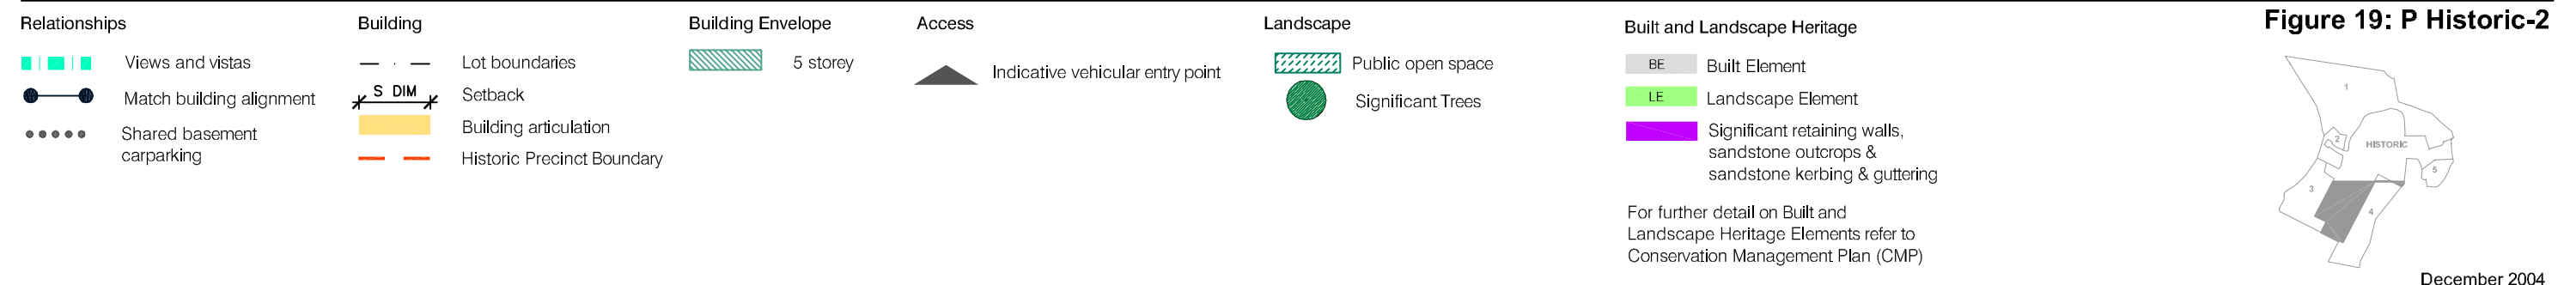 Relationships
Views and vistas
Match building alignment
Shared basement
carparking
Building
Lot boundaries
S DIM
Setback
Building articulation
Historic Precinct Boundary
Building Envelope
5 storey
Access
Indicative vehicular entry point
Landscape
Public open space
Significant Trees
Built and Landscape Heritage
BE
Built Element
LE
Landscape Element
Significant retaining walls,
sandstone outcrops &
sandstone kerbing & guttering
For further detail on Built and
Landscape Heritage Elements refer to
Conservation Management Plan (CMP)
Figure 19: P Historic-2
1
2
HISTORIC
5
3
4
December 2004